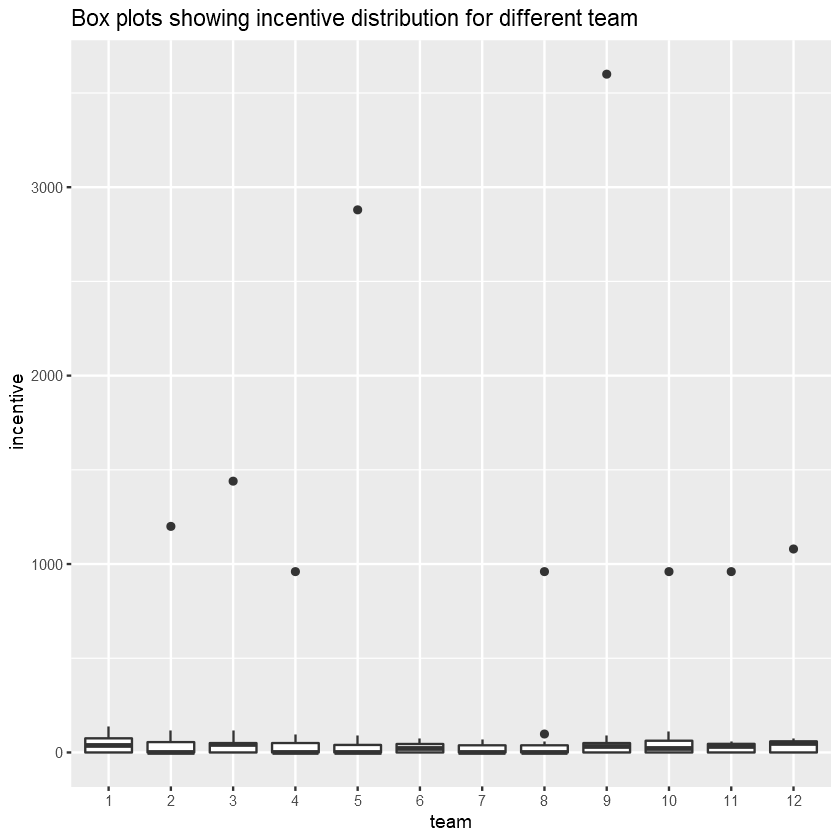 Box plots showing incentive distribution for different team
3000
2000
1000
0
incentive
1 2 3 4 5 6 7 8 9 10 11 12
team